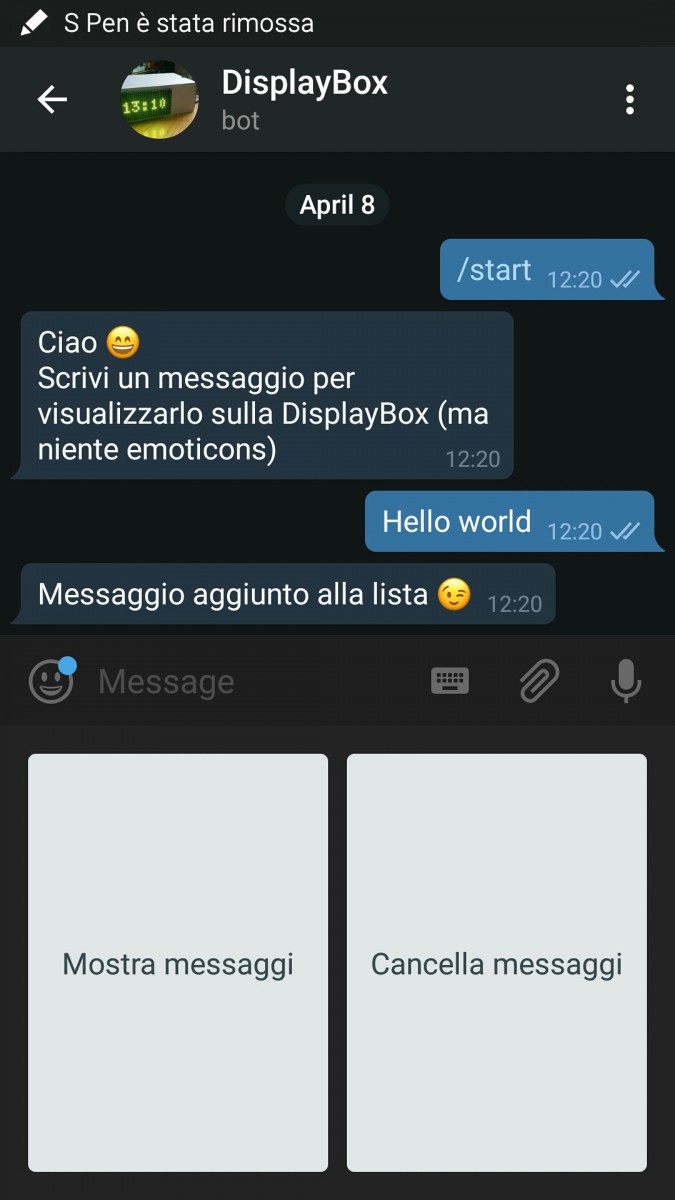 S Pen è stata rimossa
13:10
DisplayBox
bot
April 8
/start 12:20
Ciao 😄
Scrivi un messaggio per
visualizzarlo sulla DisplayBox (ma
niente emoticons) 12:20
Hello world 12:20
Messaggio aggiunto alla lista 😉 12:20
Message
Mostra messaggi
Cancella messaggi